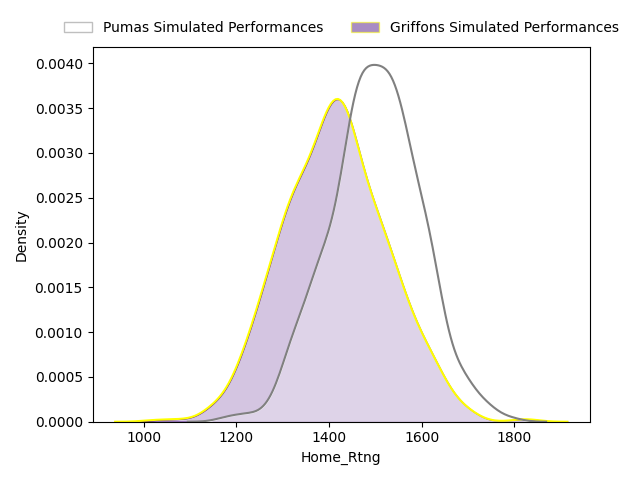 Pumas Simulated Performances
Griffons Simulated Performances
0.0040
0.0035
0.0030
0.0025
0.0020
0.0015
0.0010
0.0005
0.0000
Density
1000 1200 1400 1600 1800
Home_Rtng